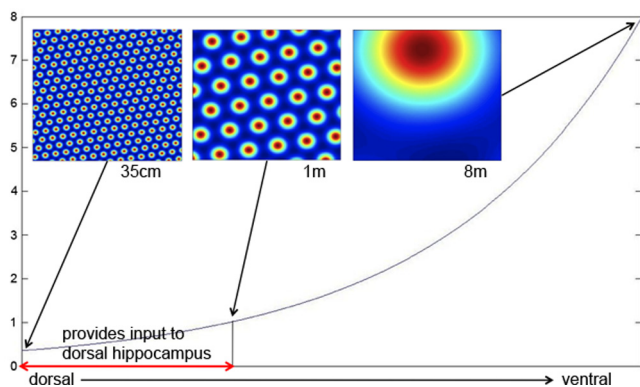 8
7
6
5
4
3
2
1
0
35cm
1m
8m
provides input to
dorsal hippocampus
dorsal
ventral